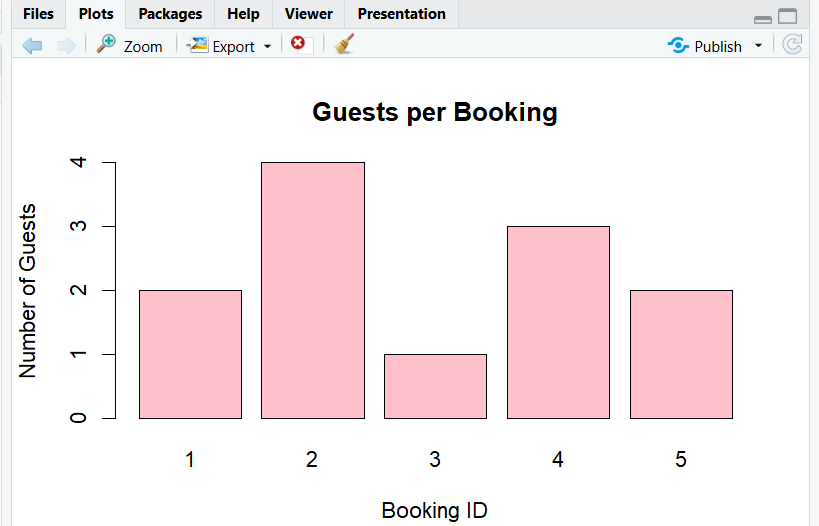 Files Plots Packages Help Viewer Presentation
Zoom Export Publish
Guests per Booking
Number of Guests
4
3
2
1
0
1 2 3 4 5
Booking ID